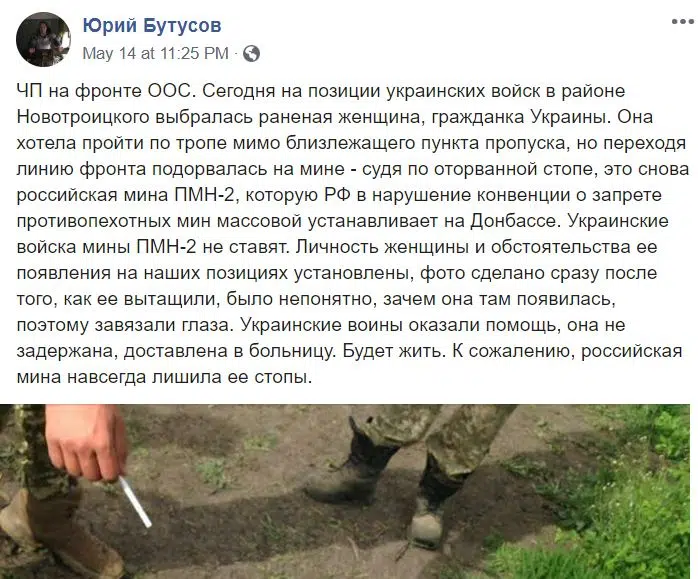 Юрий Бутусов
May 14 at 11:25 PM ·
ЧП на фронте ООС. Сегодня на позиции украинских войск в районе
Новотроицкого выбралась раненая женщина, гражданка Украины. Она
хотела пройти по тропе мимо близлежащего пункта пропуска, но переходя
линию фронта подорвалась на мине - судя по оторванной стопе, это снова
российская мина ПМН-2, которую РФ в нарушение конвенции о запрете
противопехотных мин массовой устанавливает на Донбассе. Украинские
войска мины ПМН-2 не ставят. Личность женщины и обстоятельства ее
появления на наших позициях установлены, фото сделано сразу после
того, как ее вытащили, было непонятно, зачем она там появилась,
поэтому завязали глаза. Украинские воины оказали помощь, она не
задержана, доставлена в больницу. Будет жить. К сожалению, российская
мина навсегда лишила ее стопы.